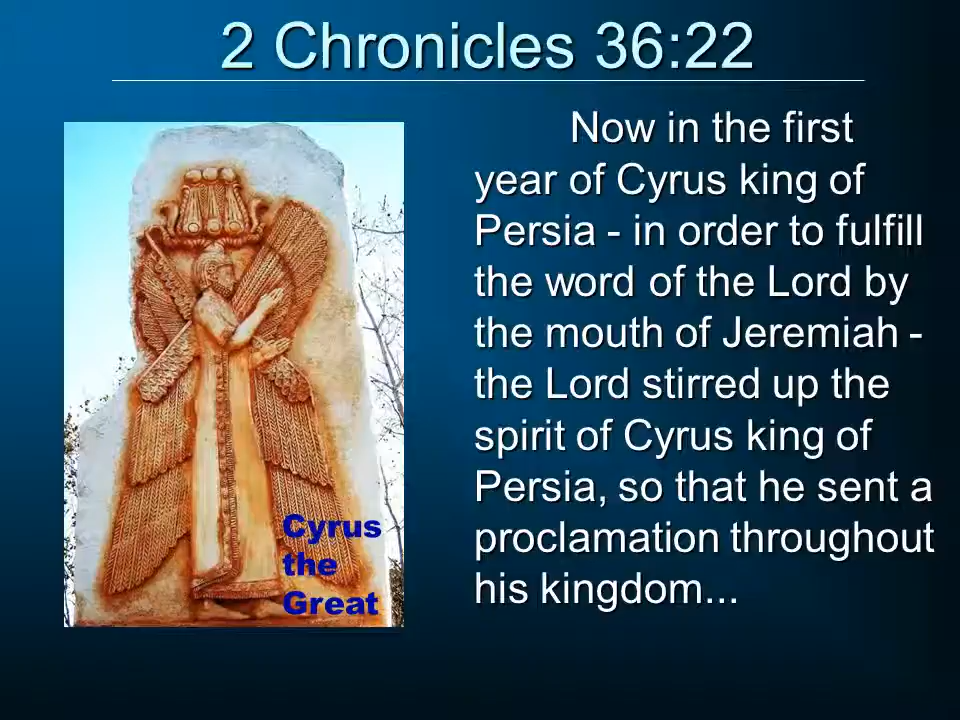 2 Chronicles 36:22
Now in the first
year of Cyrus king of
Persia - in order to fulfill
the word of the Lord by
the mouth of Jeremiah -
the Lord stirred up the
spirit of Cyrus king of
Persia, so that he sent a
proclamation throughout
his kingdom...
Cyrus
the
Great